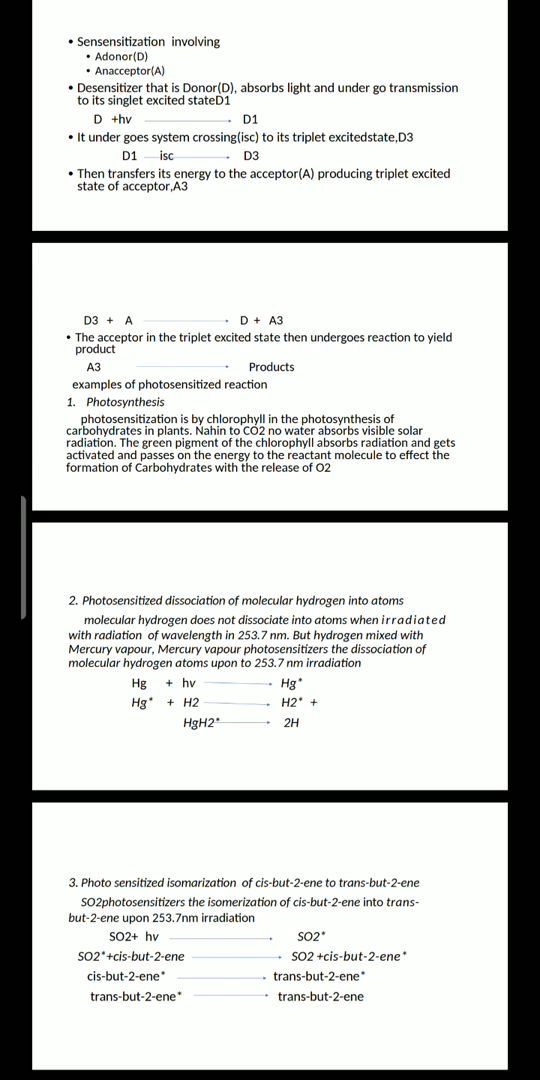 • Sensensitization involving
• Adonor(D)
• Anacceptor(A)
• Desensitizer that is Donor(D), absorbs light and under go transmission
to its singlet excited stateD1
D +hv → D1
• It under goes system crossing(isc) to its triplet excitedstate,D3
D1 isc → D3
• Then transfers its energy to the acceptor(A) producing triplet excited
state of acceptor,A3
D3 + A → D + A3
• The acceptor in the triplet excited state then undergoes reaction to yield
product
A3 → Products
examples of photosensitized reaction
1. Photosynthesis
photosensitization is by chlorophyll in the photosynthesis of
carbohydrates in plants. Nahin to CO2 no water absorbs visible solar
radiation. The green pigment of the chlorophyll absorbs radiation and gets
activated and passes on the energy to the reactant molecule to effect the
formation of Carbohydrates with the release of O2
2. Photosensitized dissociation of molecular hydrogen into atoms
molecular hydrogen does not dissociate into atoms when irradiated
with radiation of wavelength in 253.7 nm. But hydrogen mixed with
Mercury vapour, Mercury vapour photosensitizers the dissociation of
molecular hydrogen atoms upon to 253.7 nm irradiation
Hg + hv → Hg*
Hg* + H2 → H2* +
HgH2* → 2H
3. Photo sensitized isomarization of cis-but-2-ene to trans-but-2-ene
SO2photosensitizers the isomerization of cis-but-2-ene into trans-
but-2-ene upon 253.7nm irradiation
SO2+ hv → SO2*
SO2*+cis-but-2-ene → SO2 +cis-but-2-ene*
cis-but-2-ene* → trans-but-2-ene*
trans-but-2-ene* → trans-but-2-ene